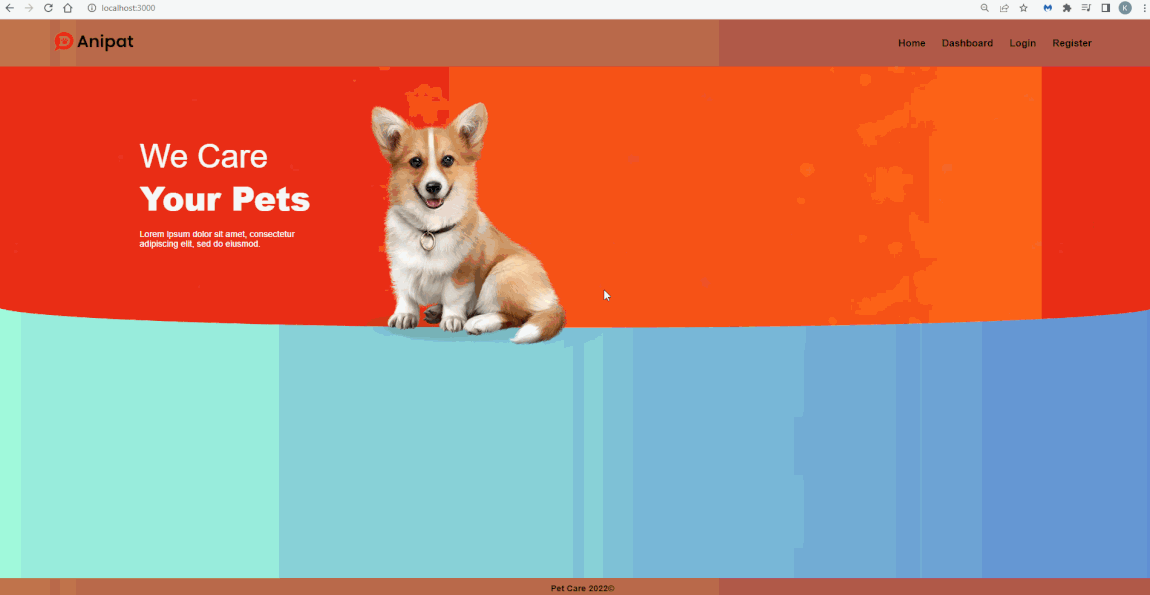 localhost:3000
K
Anipat
Home Dashboard Login Register
We Care
Your Pets
Lorem ipsum dolor sit amet, consectetur
adipiscing elit, sed do eiusmod.
Pet Care 2022©